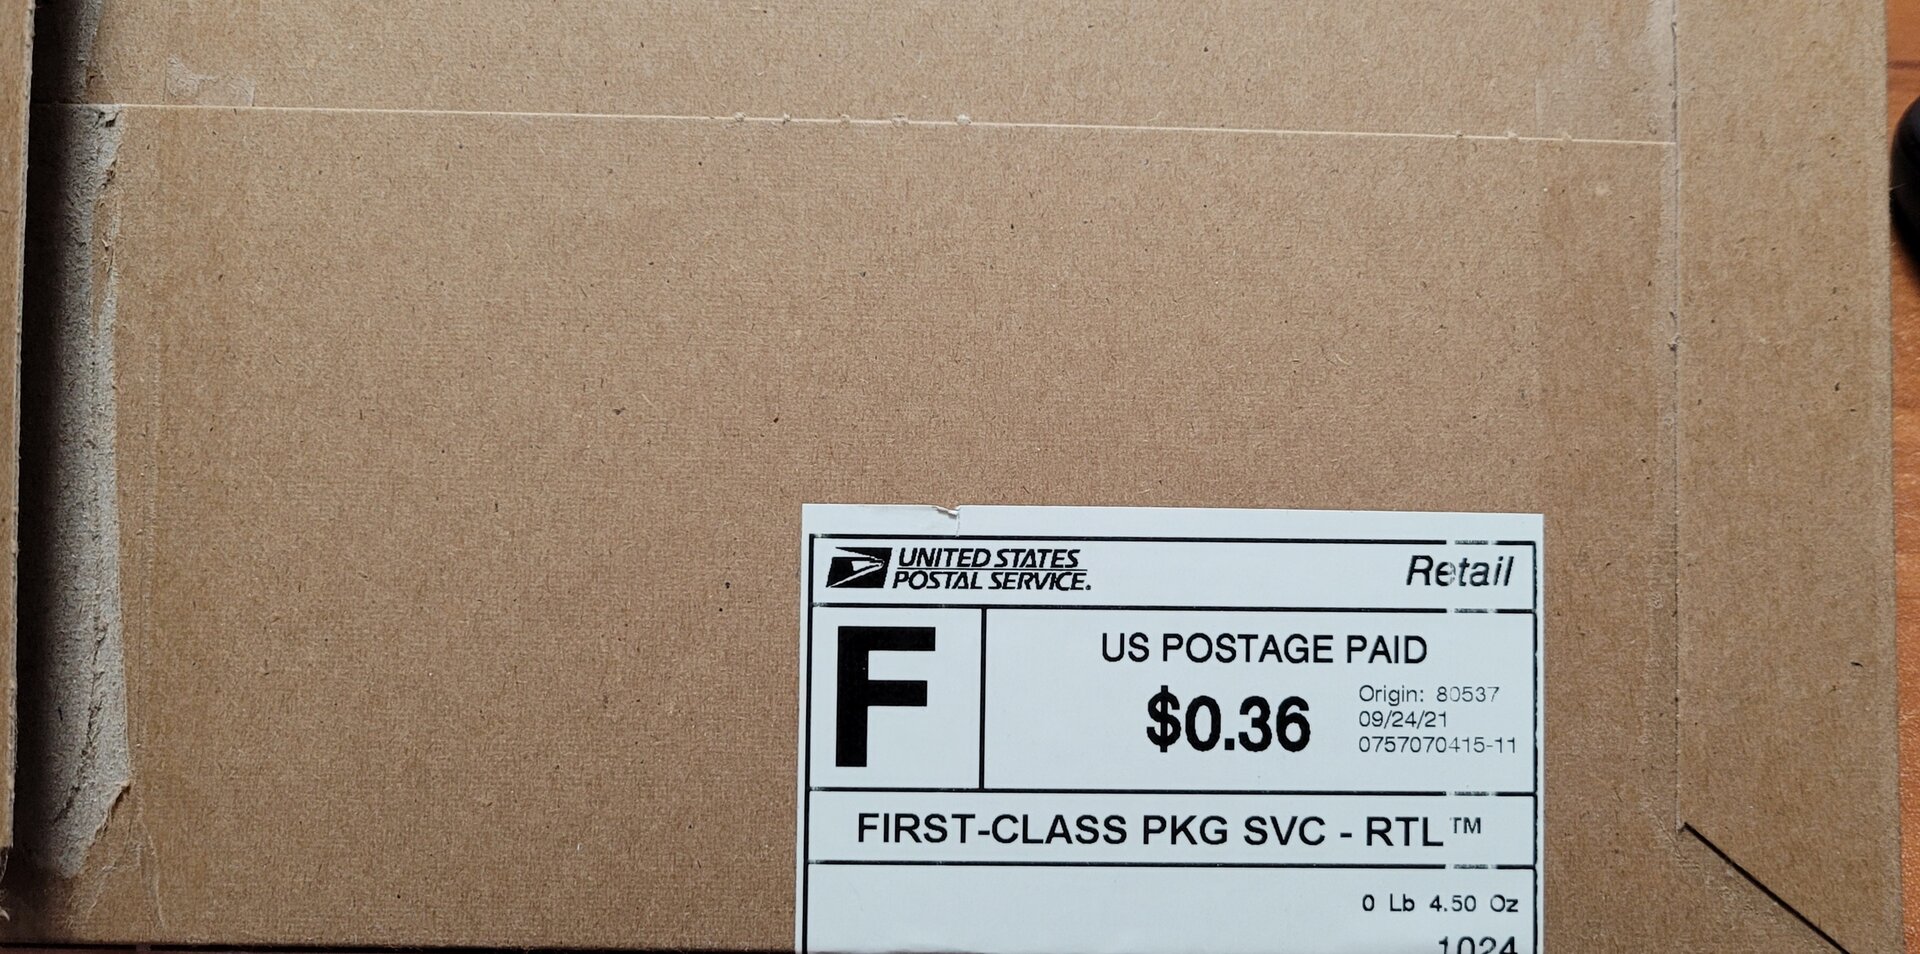 UNITED STATES
POSTAL SERVICE.
Retail
F
US POSTAGE PAID
$0.36
Origin: 80537
09/24/21
0757070415-11
FIRST-CLASS PKG SVC - RTL™
0 Lb 4.50 Oz
1024